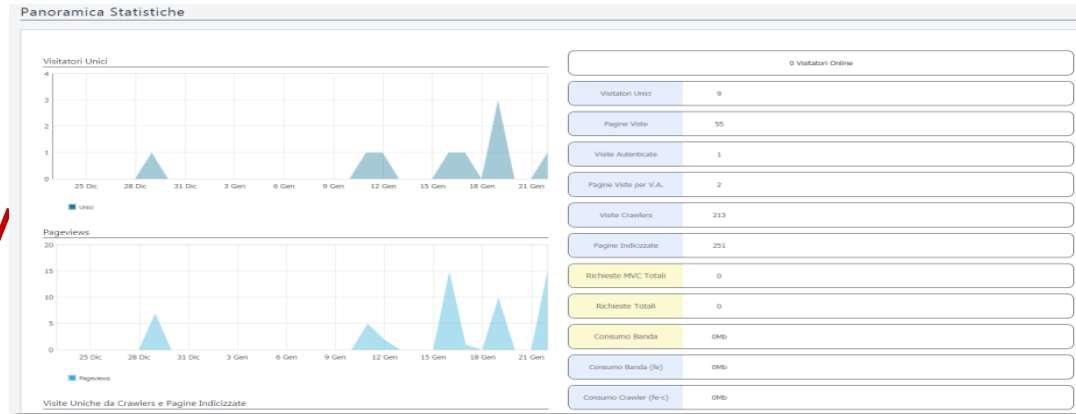 Panoramica Statistiche
Visitatori Unici
4
3
2
1
0
25 Dic 28 Dic 31 Dic 3 Gen 6 Gen 9 Gen 12 Gen 15 Gen 18 Gen 21 Gen
Unici
Pageviews
20
15
10
5
0
25 Dic 28 Dic 31 Dic 3 Gen 6 Gen 9 Gen 12 Gen 15 Gen 18 Gen 21 Gen
Pageviews
Visite Uniche da Crawlers e Pagine Indicizzate
0 Visitatori Online
Visitatori Unici 9
Pagine Viste 55
Visite Autenticate 1
Pagine Viste per V.A. 2
Visite Crawlers 213
Pagine Indicizzate 251
Richieste MVC Totali 0
Richieste Totali 0
Consumo Banda 0Mb
Consumo Banda (fe) 0Mb
Consumo Crawler (fe-c) 0Mb